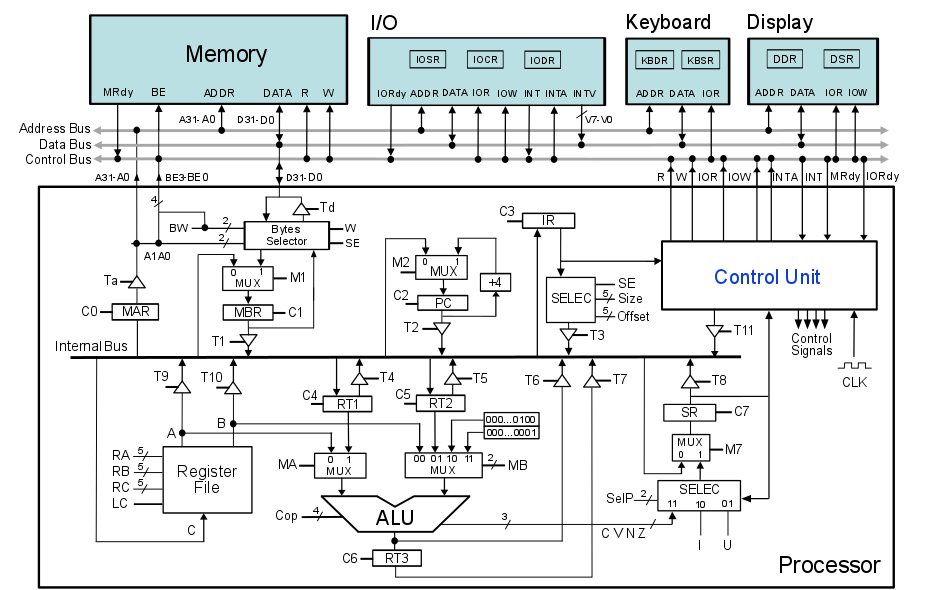 I/O Keyboard Display
Memory
IOSR IOCR IODR KBDR KBSR DDR DSR
MRdy BE ADDR DATA R W IORdy ADDR DATA IOR IOW INT INTA INTV ADDR DATA IOR ADDR DATA IOR IOW
A31-A0 D31-D0 V7-V0
Address Bus
Data Bus
Control Bus
A31-A0 BE3-BE0 D31-D0 R W IOR IOW INTA INT MRdy IORdy
4
Td
BW 2 Bytes Selector W
2 SE
A1A0
C3 IR
Control Unit
Ta
0 1
MUX M1
M2 0 1
MUX
+4
SELEC SE
5 Size
5 Offset
C0 MAR
MBR C1
C2 PC
T1 T2 T3 T11
Control
Signals
CLK
Internal Bus
T9 T10 T4 T5 T6 T7 T8
C4 RT1 C5 RT2
SR C7
000...0100
000...0001
A B
RA 5
RB 5
RC 5
LC
Register
File
C
MA 0 1
MUX
00 01 10 11
MUX 2 MB
MUX
0 1 M7
SelP 2 SELEC
11 10 01
Cop 4 ALU 3 C V N Z I U
C6 RT3
Processor